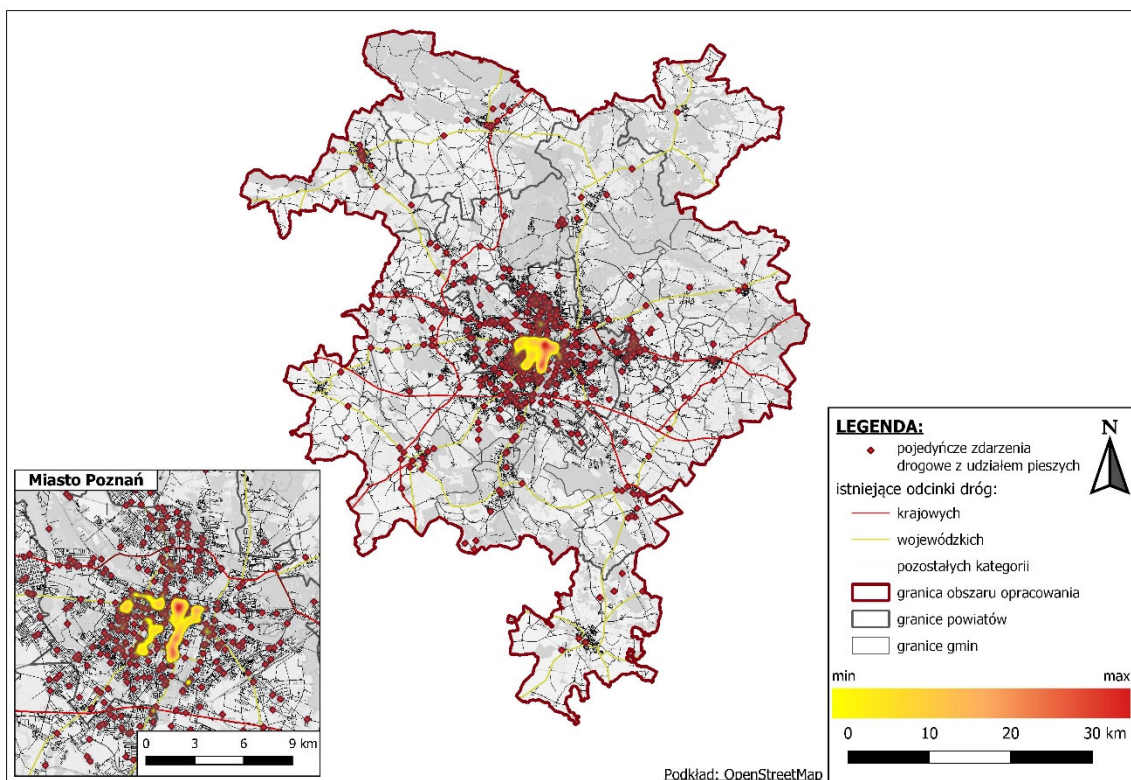 Miasto Poznań
0 3 6 9 km
Podkład: OpenStreetMap
LEGENDA:
N
pojedyńcze zdarzenia
drogowe z udziałem pieszych
istniejące odcinki dróg:
krajowych
wojewódzkich
pozostałych kategorii
granica obszaru opracowania
granice powiatów
granice gmin
min max
0 10 20 30 km